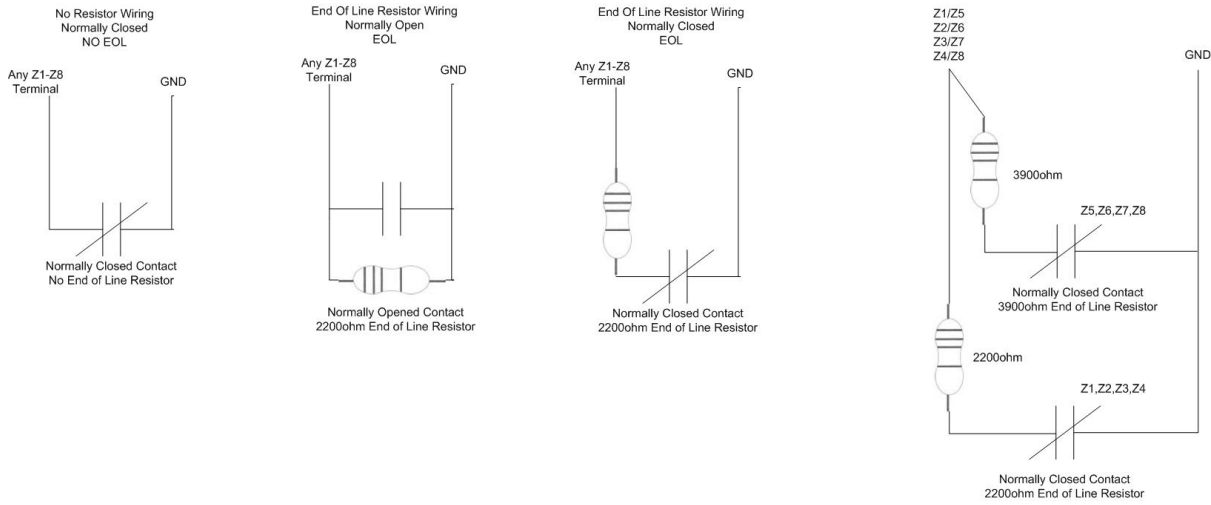 No Resistor Wiring
Normally Closed
NO EOL
Any Z1-Z8
Terminal
GND
Normally Closed Contact
No End of Line Resistor
End Of Line Resistor Wiring
Normally Open
EOL
Any Z1-Z8
Terminal
GND
Normally Opened Contact
2200ohm End of Line Resistor
End Of Line Resistor Wiring
Normally Closed
EOL
Any Z1-Z8
Terminal
GND
Normally Closed Contact
2200ohm End of Line Resistor
Z1/Z5
Z2/Z6
Z3/Z7
Z4/Z8
GND
3900ohm
Z5,Z6,Z7,Z8
Normally Closed Contact
3900ohm End of Line Resistor
2200ohm
Z1,Z2,Z3,Z4
Normally Closed Contact
2200ohm End of Line Resistor